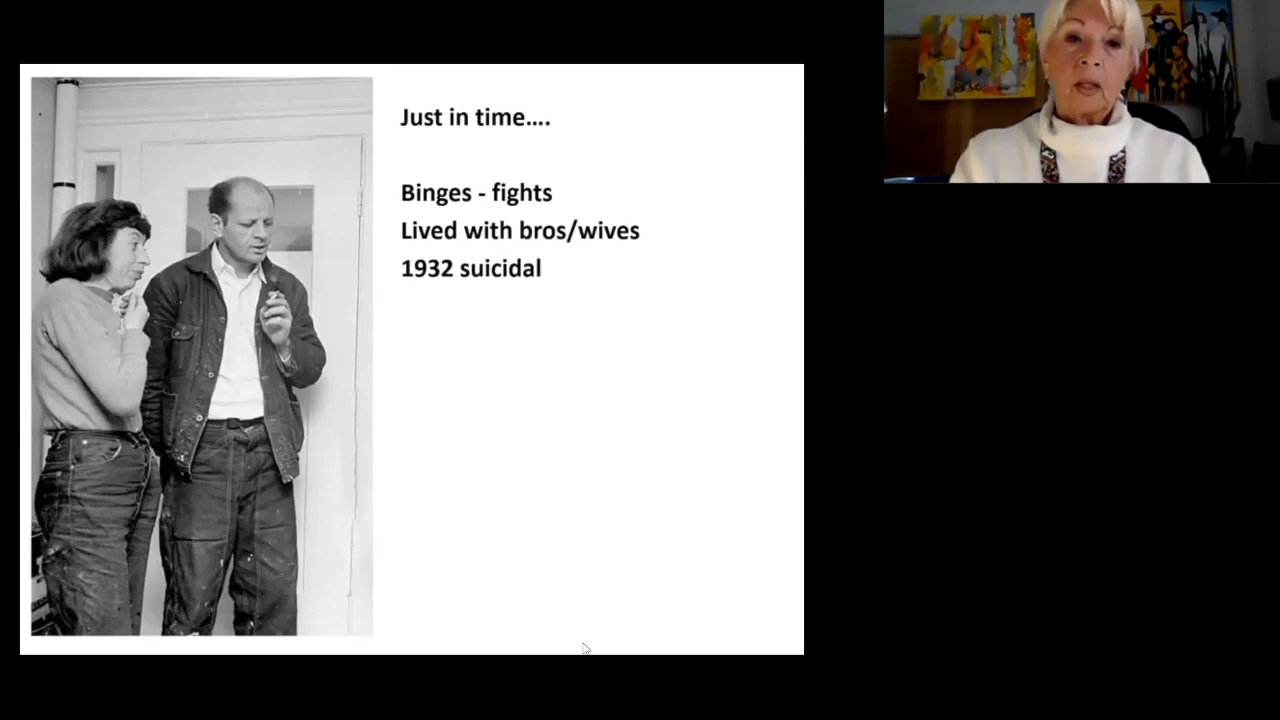 Just in time....
Binges - fights
Lived with bros/wives
1932 suicidal